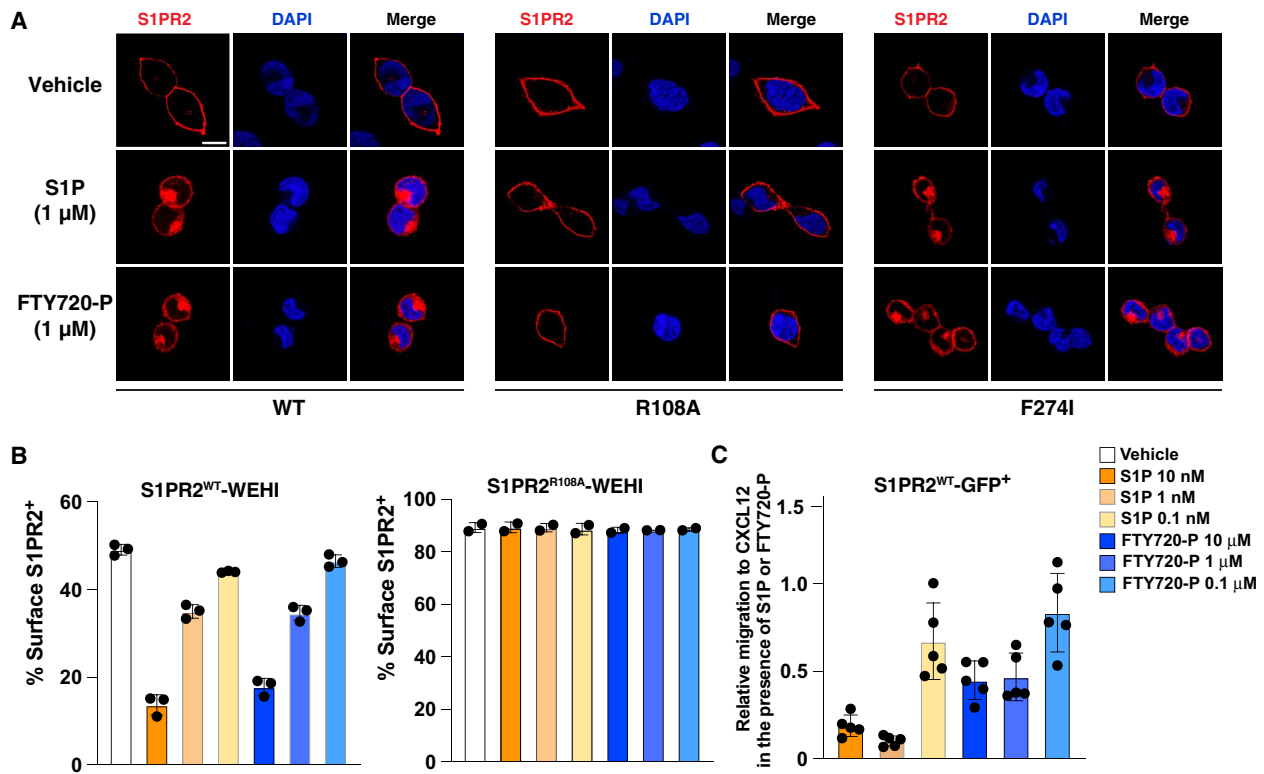 A
S1PR2 DAPI Merge S1PR2 DAPI Merge S1PR2 DAPI Merge
Vehicle
S1P
(1 µM)
FTY720-P
(1 µM)
WT R108A F274I
B
S1PR2WT-WEHI
% Surface S1PR2+
60
40
20
0
S1PR2R108A-WEHI
% Surface S1PR2+
100
80
60
40
20
0
C
S1PR2WT-GFP+
Relative migration to CXCL12
in the presence of S1P or FTY720-P
1.5
1.0
0.5
0
Vehicle
S1P 10 nM
S1P 1 nM
S1P 0.1 nM
FTY720-P 10 µM
FTY720-P 1 µM
FTY720-P 0.1 µM